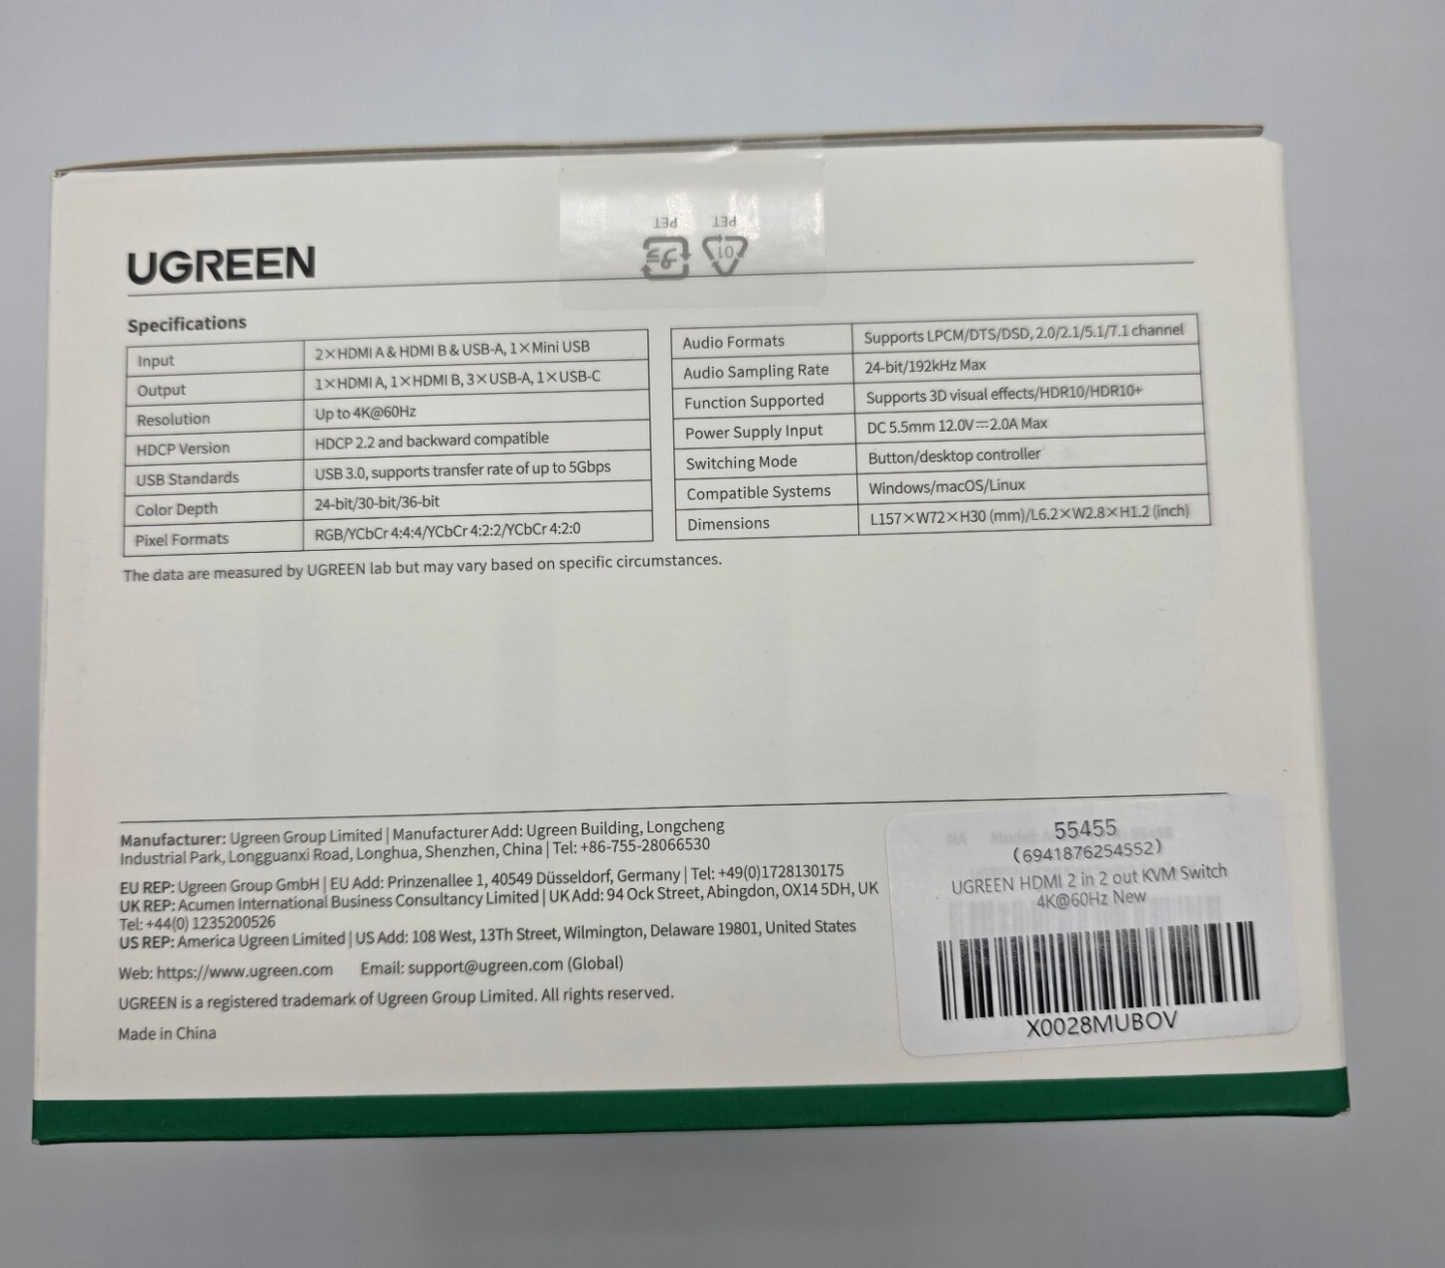 PET PET
UGREEN
Specifications
Input 2×HDMI A & HDMI B & USB-A, 1×Mini USB
Output 1×HDMI A, 1×HDMI B, 3×USB-A, 1×USB-C
Resolution Up to 4K@60Hz
HDCP Version HDCP 2.2 and backward compatible
USB Standards USB 3.0, supports transfer rate of up to 5Gbps
Color Depth 24-bit/30-bit/36-bit
Pixel Formats RGB/YCbCr 4:4:4/YCbCr 4:2:2/YCbCr 4:2:0
Audio Formats Supports LPCM/DTS/DSD, 2.0/2.1/5.1/7.1 channel
Audio Sampling Rate 24-bit/192kHz Max
Function Supported Supports 3D visual effects/HDR10/HDR10+
Power Supply Input DC 5.5mm 12.0V⎓2.0A Max
Switching Mode Button/desktop controller
Compatible Systems Windows/macOS/Linux
Dimensions L157×W72×H30 (mm)/L6.2×W2.8×H1.2 (inch)
The data are measured by UGREEN lab but may vary based on specific circumstances.
Manufacturer: Ugreen Group Limited | Manufacturer Add: Ugreen Building, Longcheng
Industrial Park, Longguanxi Road, Longhua, Shenzhen, China | Tel: +86-755-28066530
EU REP: Ugreen Group GmbH | EU Add: Prinzenallee 1, 40549 Düsseldorf, Germany | Tel: +49(0)1728130175
UK REP: Acumen International Business Consultancy Limited | UK Add: 94 Ock Street, Abingdon, OX14 5DH, UK
Tel: +44(0) 1235200526
US REP: America Ugreen Limited | US Add: 108 West, 13Th Street, Wilmington, Delaware 19801, United States
Web: https://www.ugreen.com Email: support@ugreen.com (Global)
UGREEN is a registered trademark of Ugreen Group Limited. All rights reserved.
Made in China
55455
(6941876254552)
UGREEN HDMI 2 in 2 out KVM Switch
4K@60Hz New
X0028MUBOV